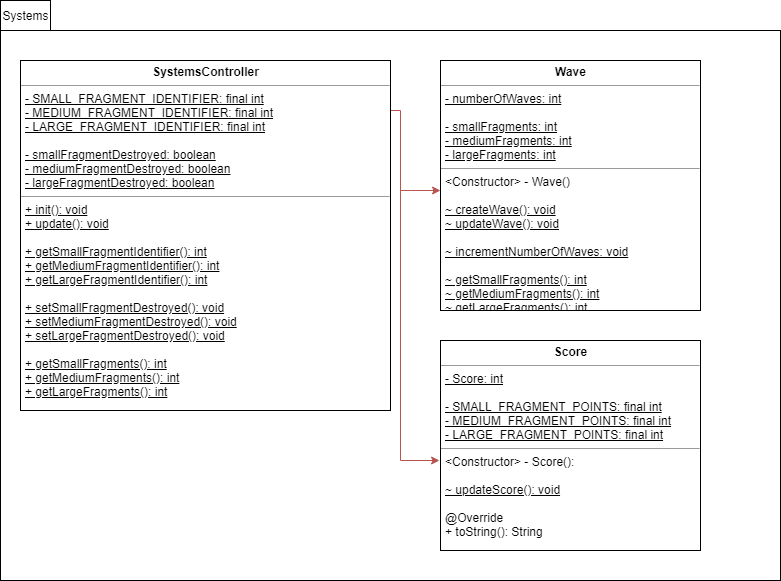 Systems
SystemsController
- SMALL_FRAGMENT_IDENTIFIER: final int
- MEDIUM_FRAGMENT_IDENTIFIER: final int
- LARGE_FRAGMENT_IDENTIFIER: final int
- smallFragmentDestroyed: boolean
- mediumFragmentDestroyed: boolean
- largeFragmentDestroyed: boolean
+ init(): void
+ update(): void
+ getSmallFragmentIdentifier(): int
+ getMediumFragmentIdentifier(): int
+ getLargeFragmentIdentifier(): int
+ setSmallFragmentDestroyed(): void
+ setMediumFragmentDestroyed(): void
+ setLargeFragmentDestroyed(): void
+ getSmallFragments(): int
+ getMediumFragments(): int
+ getLargeFragments(): int
Wave
- numberOfWaves: int
- smallFragments: int
- mediumFragments: int
- largeFragments: int
<Constructor> - Wave()
~ createWave(): void
~ updateWave(): void
~ incrementNumberOfWaves: void
~ getSmallFragments(): int
~ getMediumFragments(): int
~ getLargeFragments(): int
Score
- Score: int
- SMALL_FRAGMENT_POINTS: final int
- MEDIUM_FRAGMENT_POINTS: final int
- LARGE_FRAGMENT_POINTS: final int
<Constructor> - Score():
~ updateScore(): void
@Override
+ toString(): String